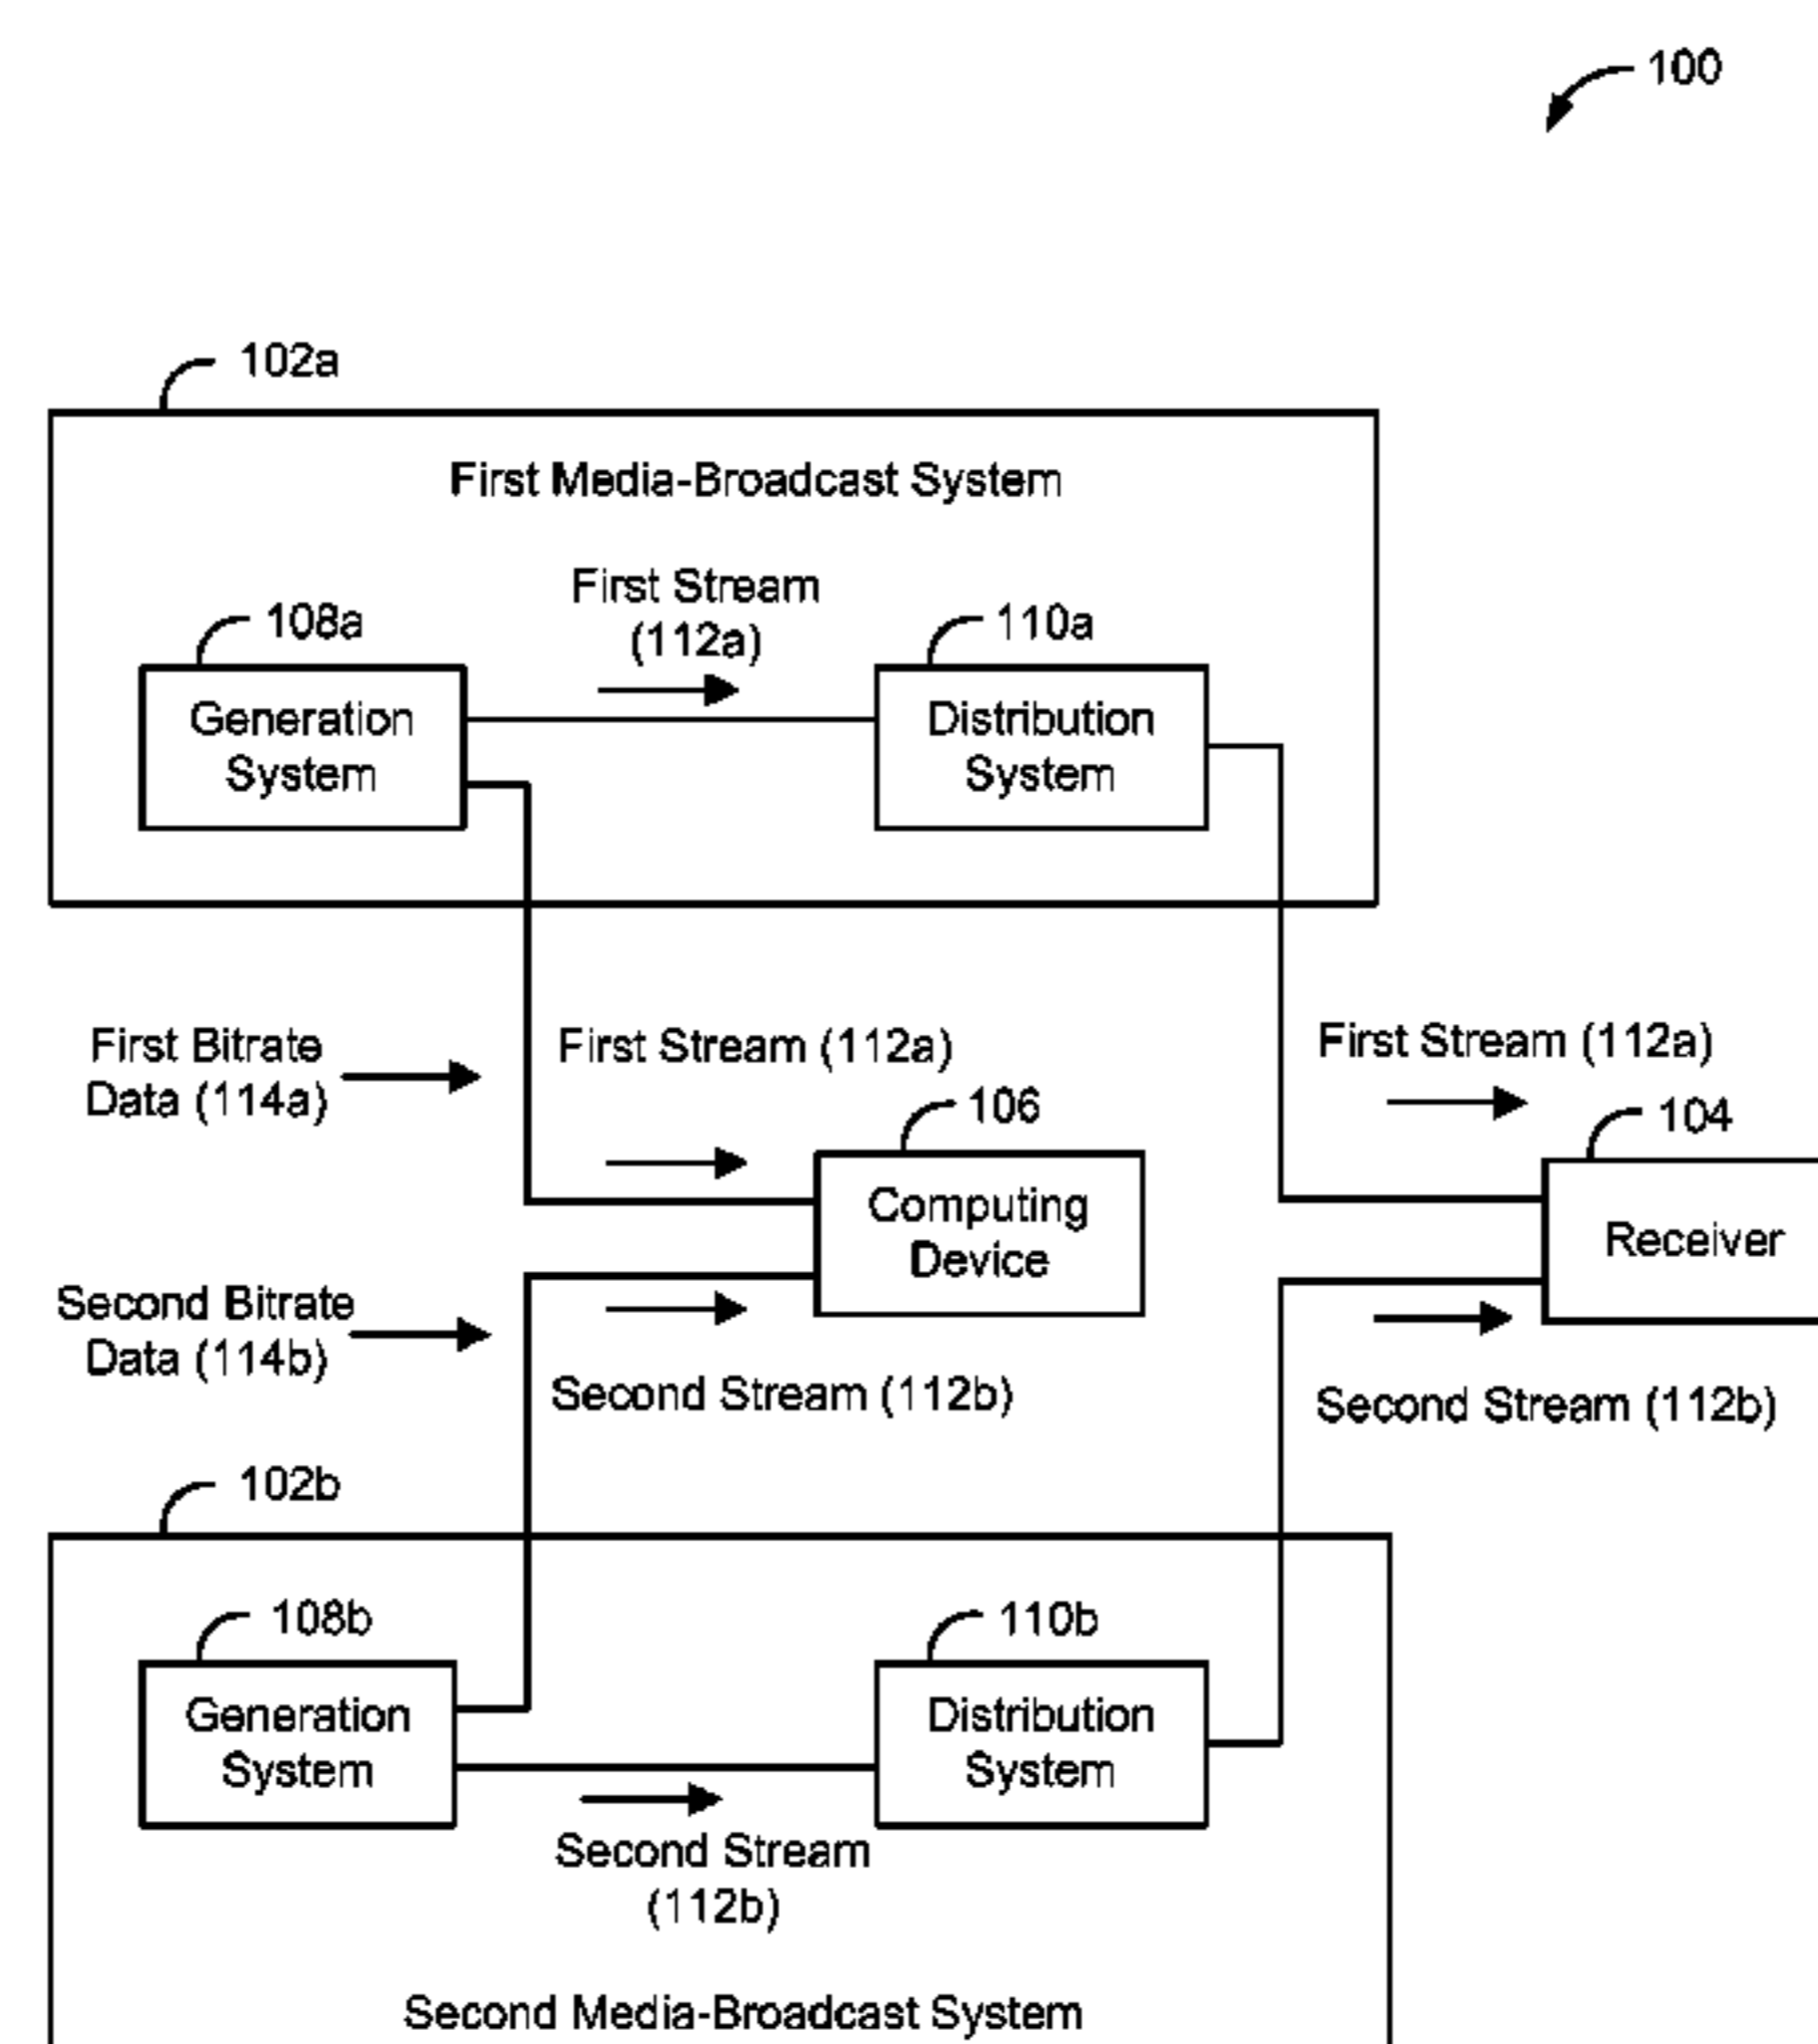 100
102a
First Media-Broadcast System
First Stream
(112a)
108a
110a
Generation
System
Distribution
System
First Bitrate
Data (114a)
First Stream (112a)
First Stream (112a)
106
104
Computing
Device
Receiver
Second Bitrate
Data (114b)
Second Stream (112b)
Second Stream (112b)
102b
108b
110b
Generation
System
Distribution
System
Second Stream
(112b)
Second Media-Broadcast System